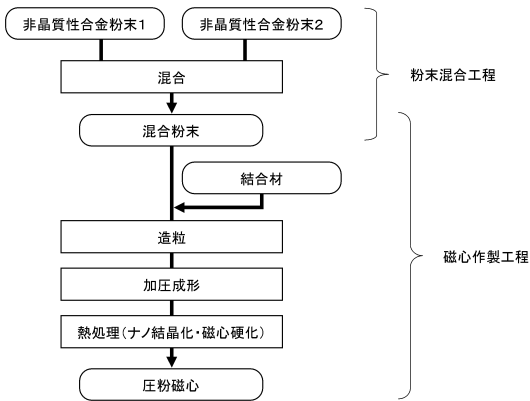 非晶質性合金粉末1
非晶質性合金粉末2
混合
粉末混合工程
混合粉末
結合材
造粒
磁心作製工程
加圧成形
熱処理(ナノ結晶化・磁心硬化)
圧粉磁心